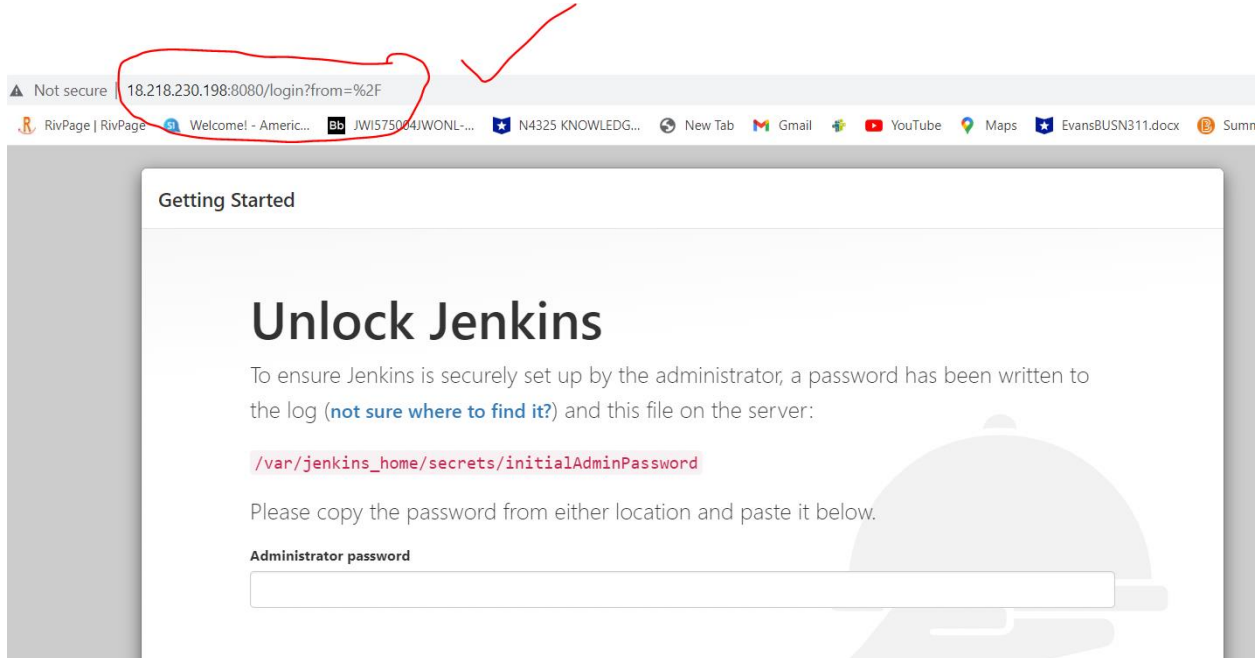 Not secure | 18.218.230.198:8080/login?from=%2F
R. RivPage | RivPage Welcome! - Americ... Bb JWI575004JWONL-... N4325 KNOWLEDG... New Tab Gmail YouTube Maps EvansBUSN311.docx B Summ
Getting Started
Unlock Jenkins
To ensure Jenkins is securely set up by the administrator, a password has been written to
the log (not sure where to find it?) and this file on the server:
/var/jenkins_home/secrets/initialAdminPassword
Please copy the password from either location and paste it below.
Administrator password